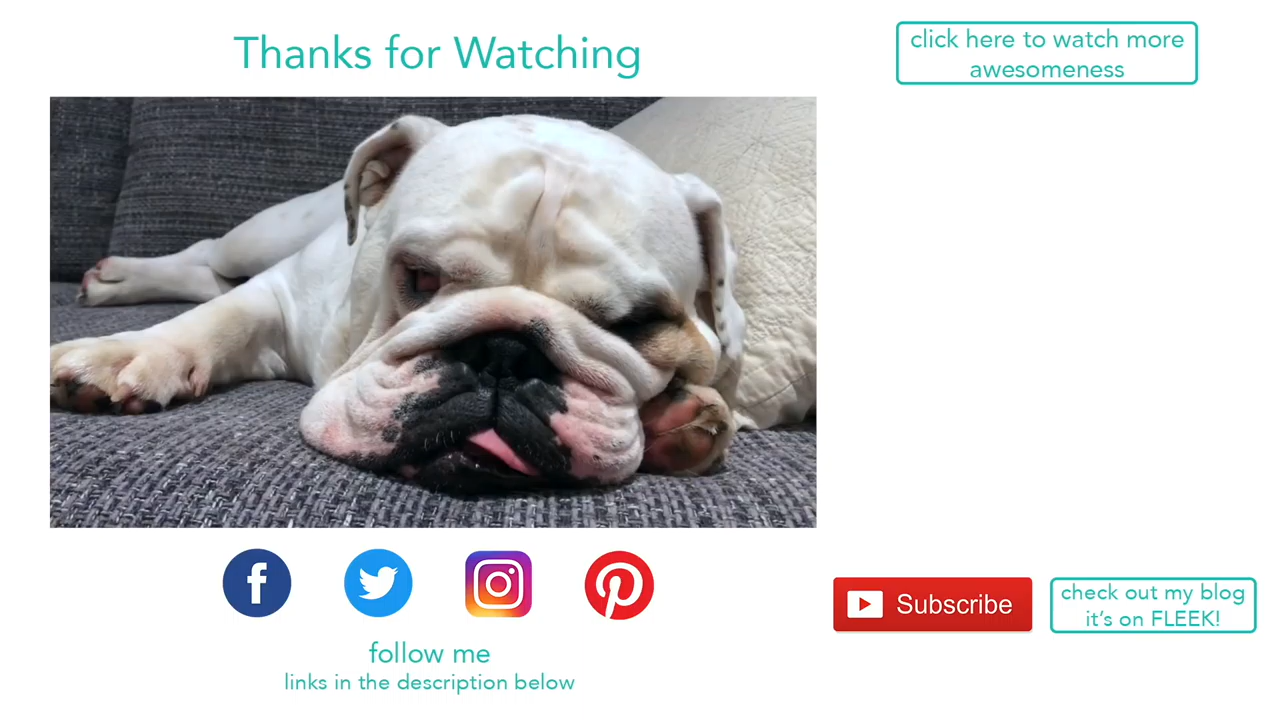 Thanks for Watching
click here to watch more
awesomeness
Subscribe
check out my blog
it's on FLEEK!
follow me
links in the description below